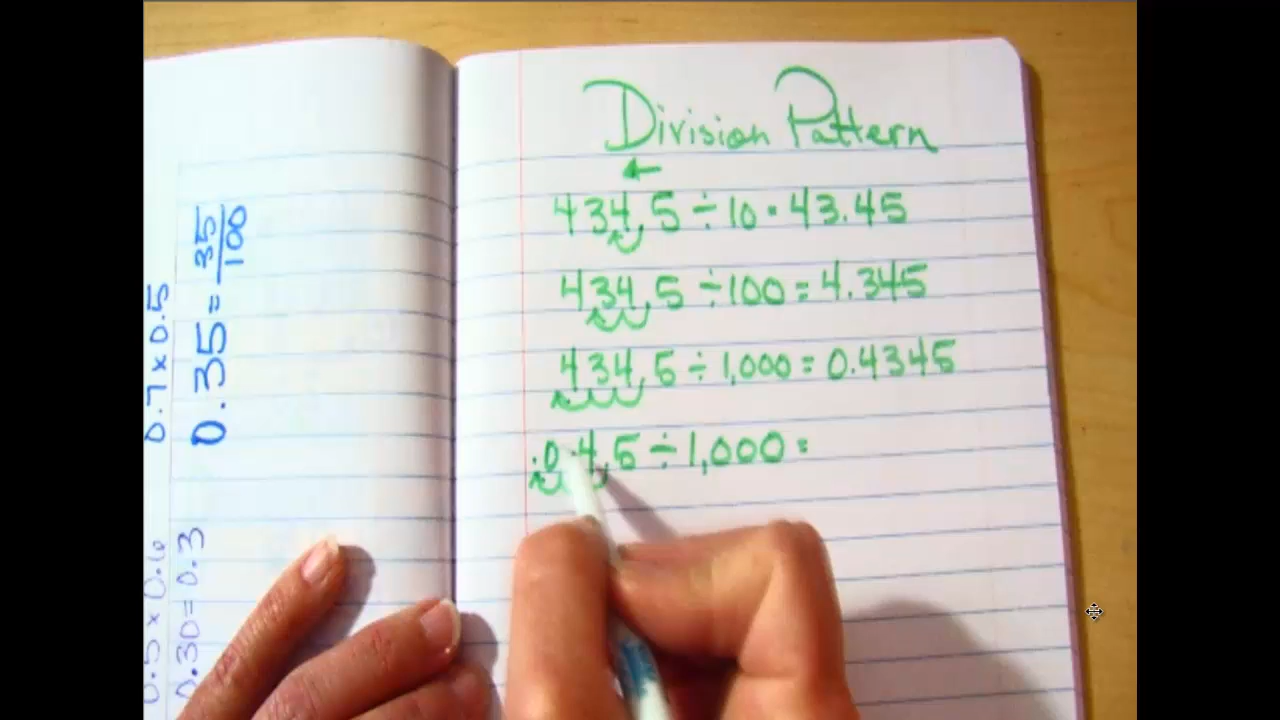 0.7 x 0.5
0.35 = 35/100
0.5 x 0.6
0.30 = 0.3
Division Pattern
←
434.5 ÷ 10 = 43.45
434.5 ÷ 100 = 4.345
434.5 ÷ 1,000 = 0.4345
.0 4.5 ÷ 1,000 =